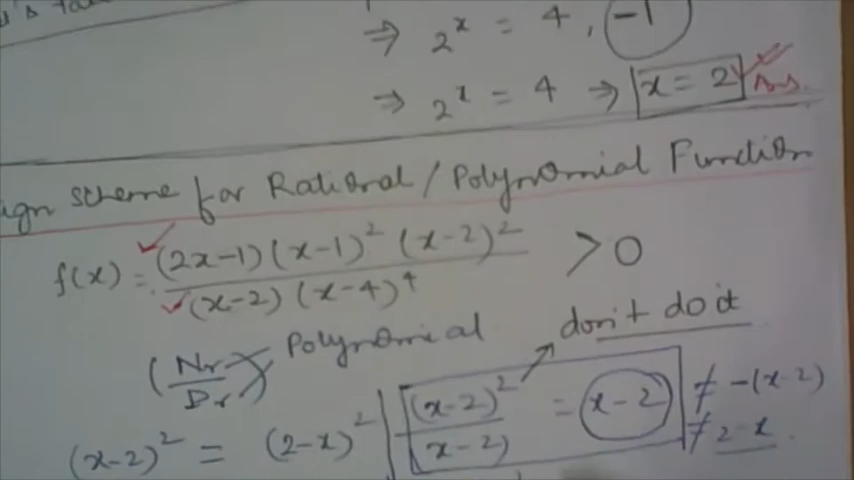 ⇒ 2^x = 4, -1
⇒ 2^x = 4 ⇒ x = 2 Ans.
ign scheme for Rational / Polynomial Function
f(x) = (2x-1)(x-1)^2 (x-2)^2 / (x-2)(x-4)^4 > 0
(Nr/Dr) Polynomial
don't do it
(x-2)^2 = (2-x)^2 | (x-2)^2/(x-2) = x-2 ≠ -(x-2)
≠ 2-x.